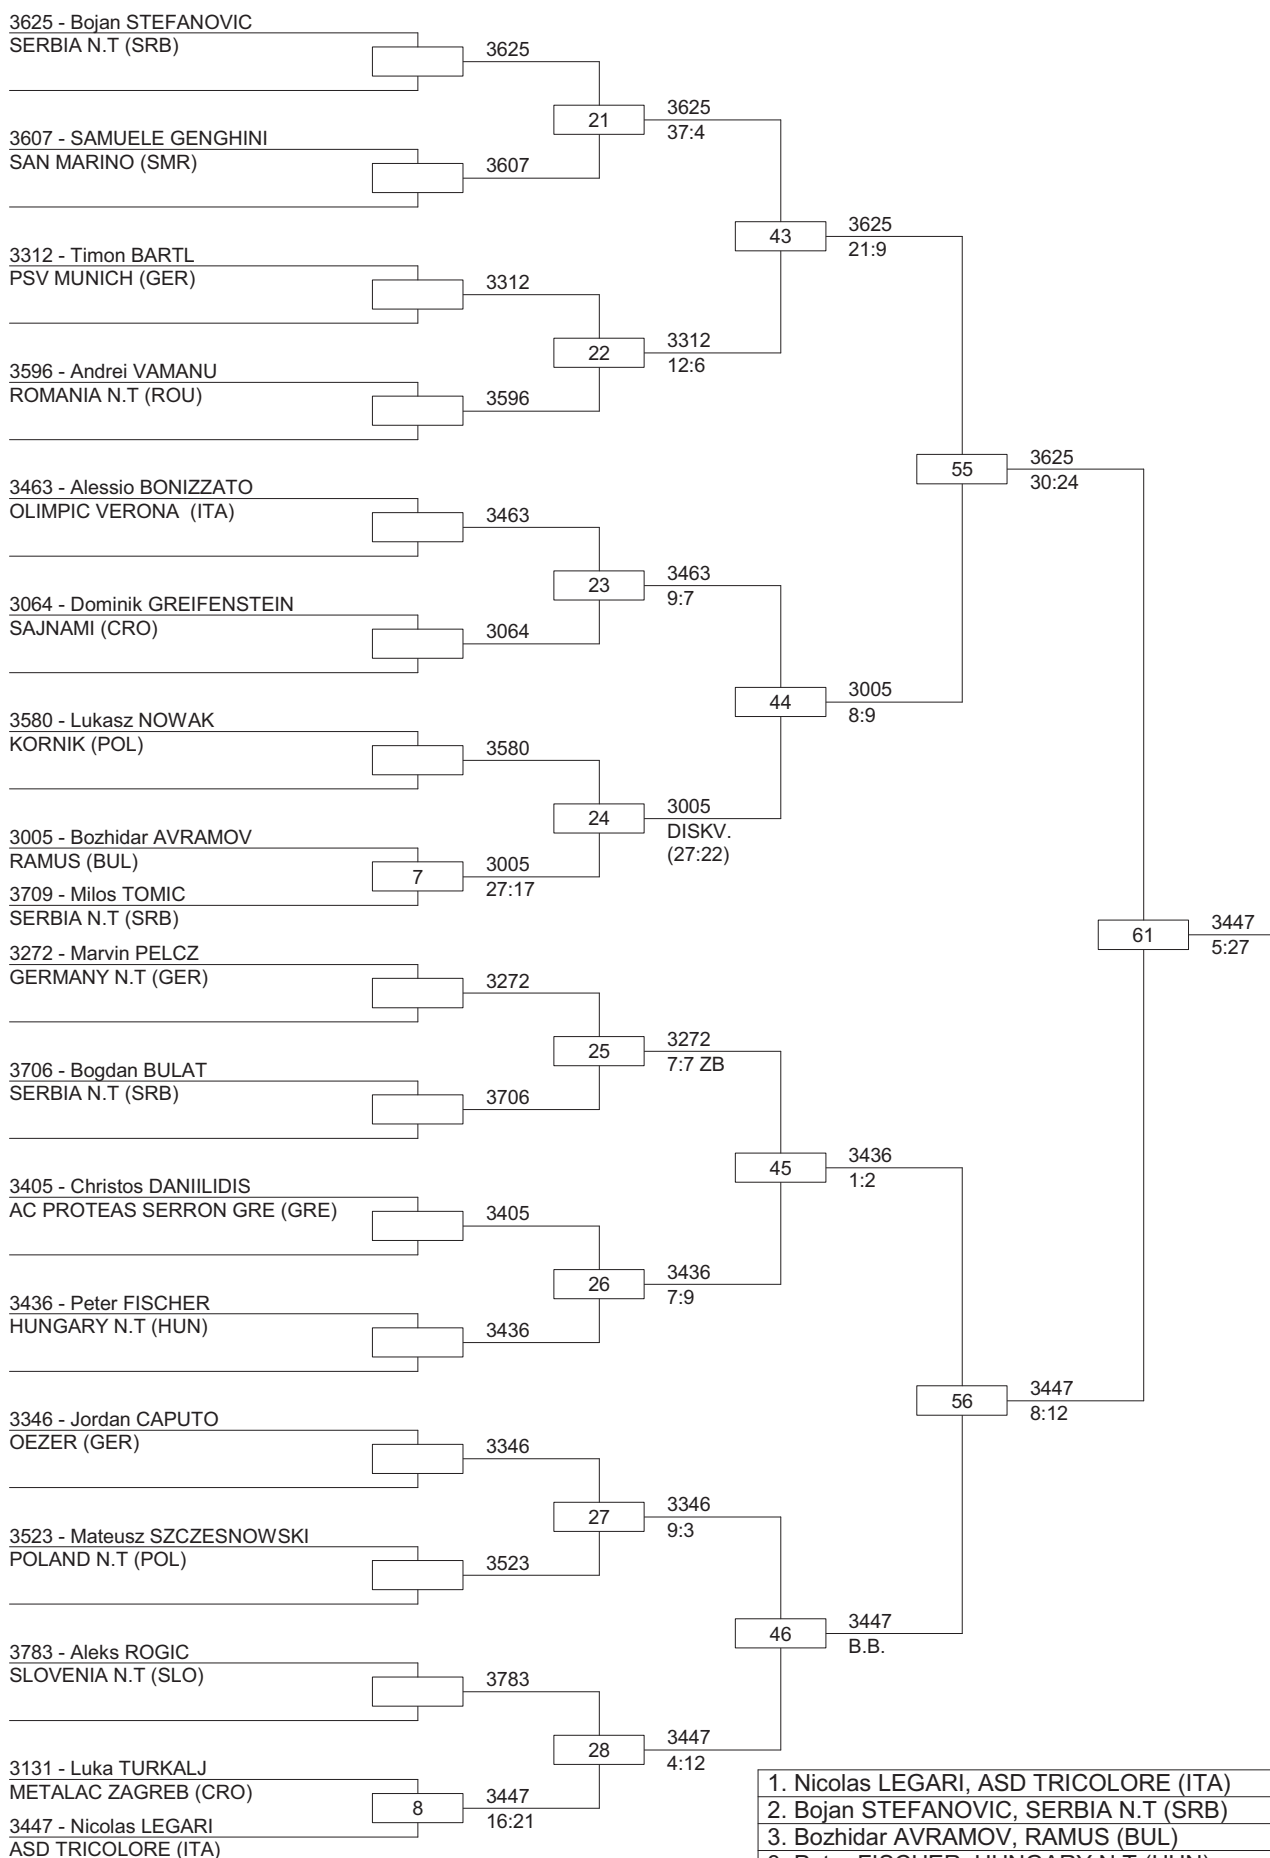 3625 - Bojan STEFANOVIC
SERBIA N.T (SRB)
3625
21
3625
37:4
3607 - SAMUELE GENGHINI
SAN MARINO (SMR)
3607
43
3625
21:9
3312 - Timon BARTL
PSV MUNICH (GER)
3312
22
3312
12:6
3596 - Andrei VAMANU
ROMANIA N.T (ROU)
3596
55
3625
30:24
3463 - Alessio BONIZZATO
OLIMPIC VERONA  (ITA)
3463
23
3463
9:7
3064 - Dominik GREIFENSTEIN
SAJNAMI (CRO)
3064
44
3005
8:9
3580 - Lukasz NOWAK
KORNIK (POL)
3580
24
3005
DISKV.
(27:22)
3005 - Bozhidar AVRAMOV
RAMUS (BUL)
7
3005
27:17
3709 - Milos TOMIC
SERBIA N.T (SRB)
61
3447
5:27
3272 - Marvin PELCZ
GERMANY N.T (GER)
3272
25
3272
7:7 ZB
3706 - Bogdan BULAT
SERBIA N.T (SRB)
3706
45
3436
1:2
3405 - Christos DANIILIDIS
AC PROTEAS SERRON GRE (GRE)
3405
26
3436
7:9
3436 - Peter FISCHER
HUNGARY N.T (HUN)
3436
56
3447
8:12
3346 - Jordan CAPUTO
OEZER (GER)
3346
27
3346
9:3
3523 - Mateusz SZCZESNOWSKI
POLAND N.T (POL)
3523
46
3447
B.B.
3783 - Aleks ROGIC
SLOVENIA N.T (SLO)
3783
28
3447
4:12
3131 - Luka TURKALJ
METALAC ZAGREB (CRO)
8
3447
16:21
3447 - Nicolas LEGARI
ASD TRICOLORE (ITA)
1. Nicolas LEGARI, ASD TRICOLORE (ITA)
2. Bojan STEFANOVIC, SERBIA N.T (SRB)
3. Bozhidar AVRAMOV, RAMUS (BUL)
3. Peter FISCHER, HUNGARY N.T (HUN)